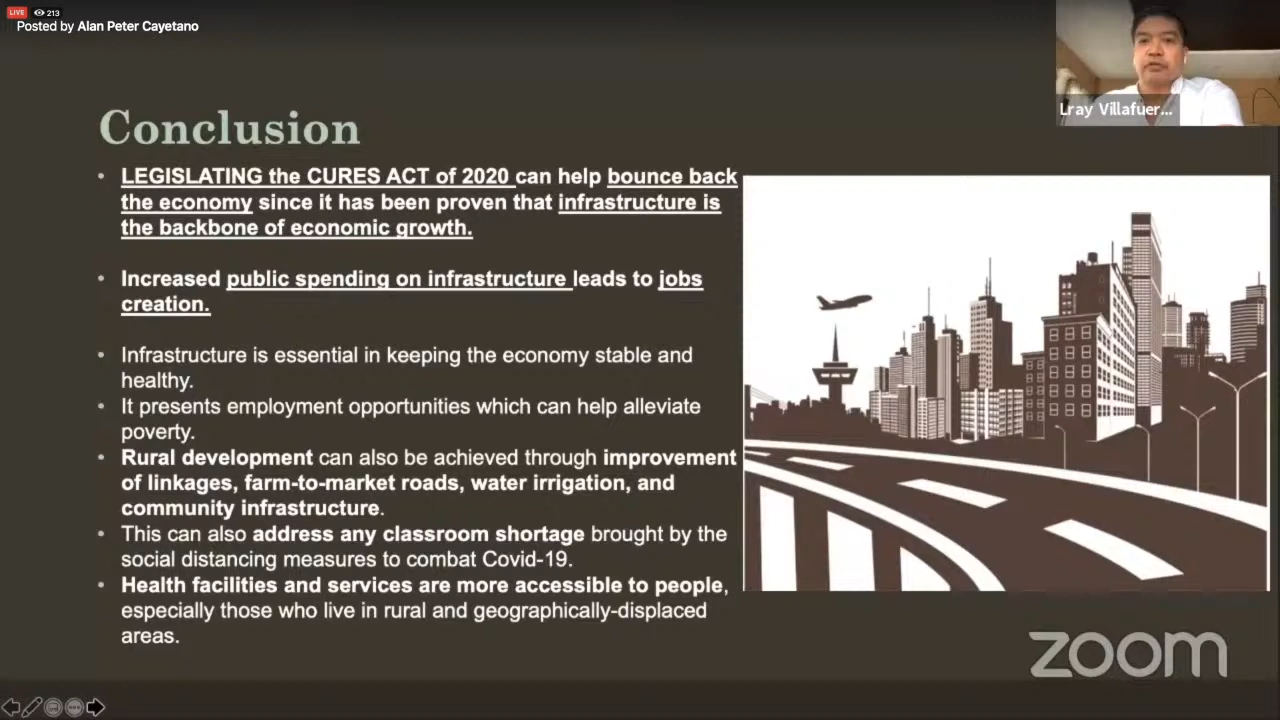 LIVE 213
Posted by Alan Peter Cayetano
Lray Villafuer...
Conclusion
• LEGISLATING the CURES ACT of 2020 can help bounce back
the economy since it has been proven that infrastructure is
the backbone of economic growth.
• Increased public spending on infrastructure leads to jobs
creation.
• Infrastructure is essential in keeping the economy stable and
healthy.
• It presents employment opportunities which can help alleviate
poverty.
• Rural development can also be achieved through improvement
of linkages, farm-to-market roads, water irrigation, and
community infrastructure.
• This can also address any classroom shortage brought by the
social distancing measures to combat Covid-19.
• Health facilities and services are more accessible to people,
especially those who live in rural and geographically-displaced
areas.
zoom